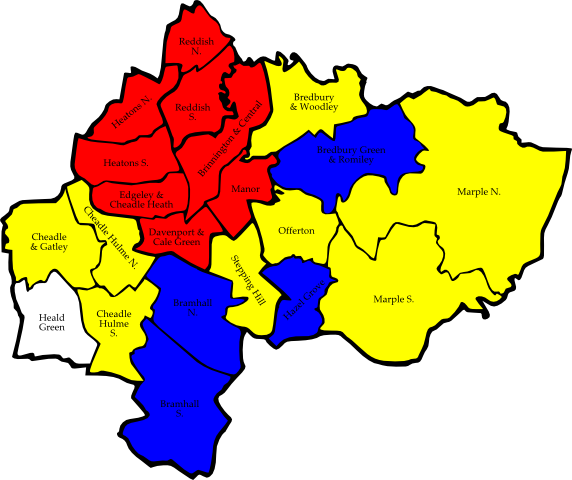 Reddish
N.
Bredbury
& Woodley
Heatons N.
Reddish
S.
Brinnington & Central
Bredbury Green
& Romiley
Heatons S.
Manor
Marple N.
Edgeley &
Cheadle Heath
Cheadle Hulme N.
Davenport &
Cale Green
Offerton
Cheadle
& Gatley
Stepping Hill
Bramhall
N.
Hazel Grove
Marple S.
Heald
Green
Cheadle
Hulme
S.
Bramhall
S.